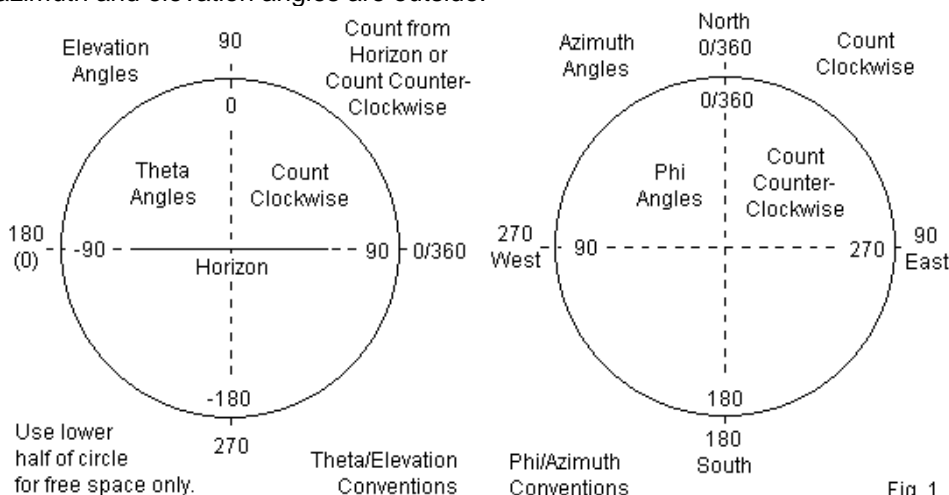 azimuth and elevation angles are outside.
Elevation
Angles
90
Count from
Horizon or
Count Counter-
Clockwise
0
Theta
Angles
Count
Clockwise
180
(0)
-90
Horizon
90
0/360
-180
270
Use lower
half of circle
for free space only.
Theta/Elevation
Conventions
North
0/360
Azimuth
Angles
Count
Clockwise
0/360
Phi
Angles
Count
Counter-
Clockwise
270
West
90
270
90
East
180
180
South
Phi/Azimuth
Conventions
Fig. 1